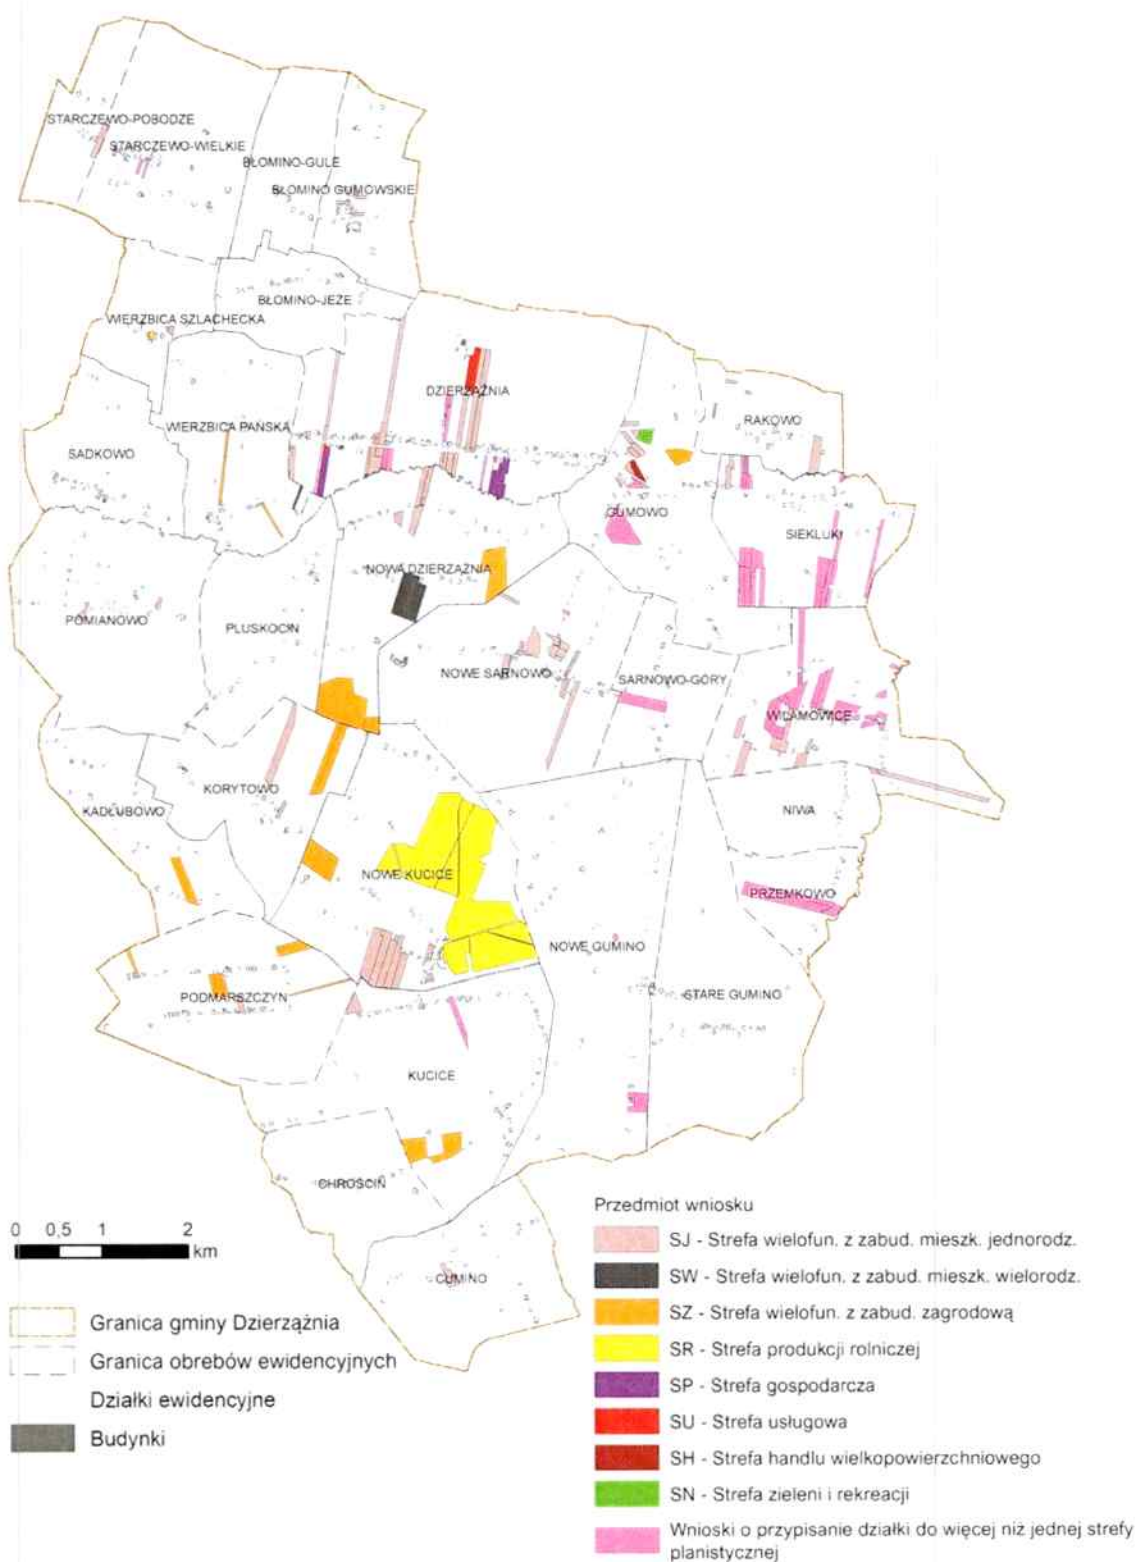 STARCZEWO-POBODZE
STARCZEWO-WIELKIE
BŁOMINO-GULE
BŁOMINO GUMOWSKIE
BŁOMINO-JEŻE
WIERZBICA SZLACHECKA
DZIERZĄŻNIA
RAKOWO
WIERZBICA PAŃSKA
SADKOWO
GUMOWO
SIEKLUKI
NOWA DZIERZĄŻNIA
POMIANOWO
PLUSKOCIN
NOWE SARNOWO
SARNOWO-GÓRY
WILAMOWICE
KORYTOWO
KADŁUBOWO
NIWA
NOWE KUCICE
PRZEMKOWO
NOWE GUMINO
PODMARSZCZYN
STARE GUMINO
KUCICE
CHROŚCIN
CUMINO
0 0,5 1 2
km
Granica gminy Dzierzążnia
Granica obrębów ewidencyjnych
Działki ewidencyjne
Budynki
Przedmiot wniosku
SJ - Strefa wielofun. z zabud. mieszk. jednorodz.
SW - Strefa wielofun. z zabud. mieszk. wielorodz.
SZ - Strefa wielofun. z zabud. zagrodową
SR - Strefa produkcji rolniczej
SP - Strefa gospodarcza
SU - Strefa usługowa
SH - Strefa handlu wielkopowierzchniowego
SN - Strefa zieleni i rekreacji
Wnioski o przypisanie działki do więcej niż jednej strefy
planistycznej